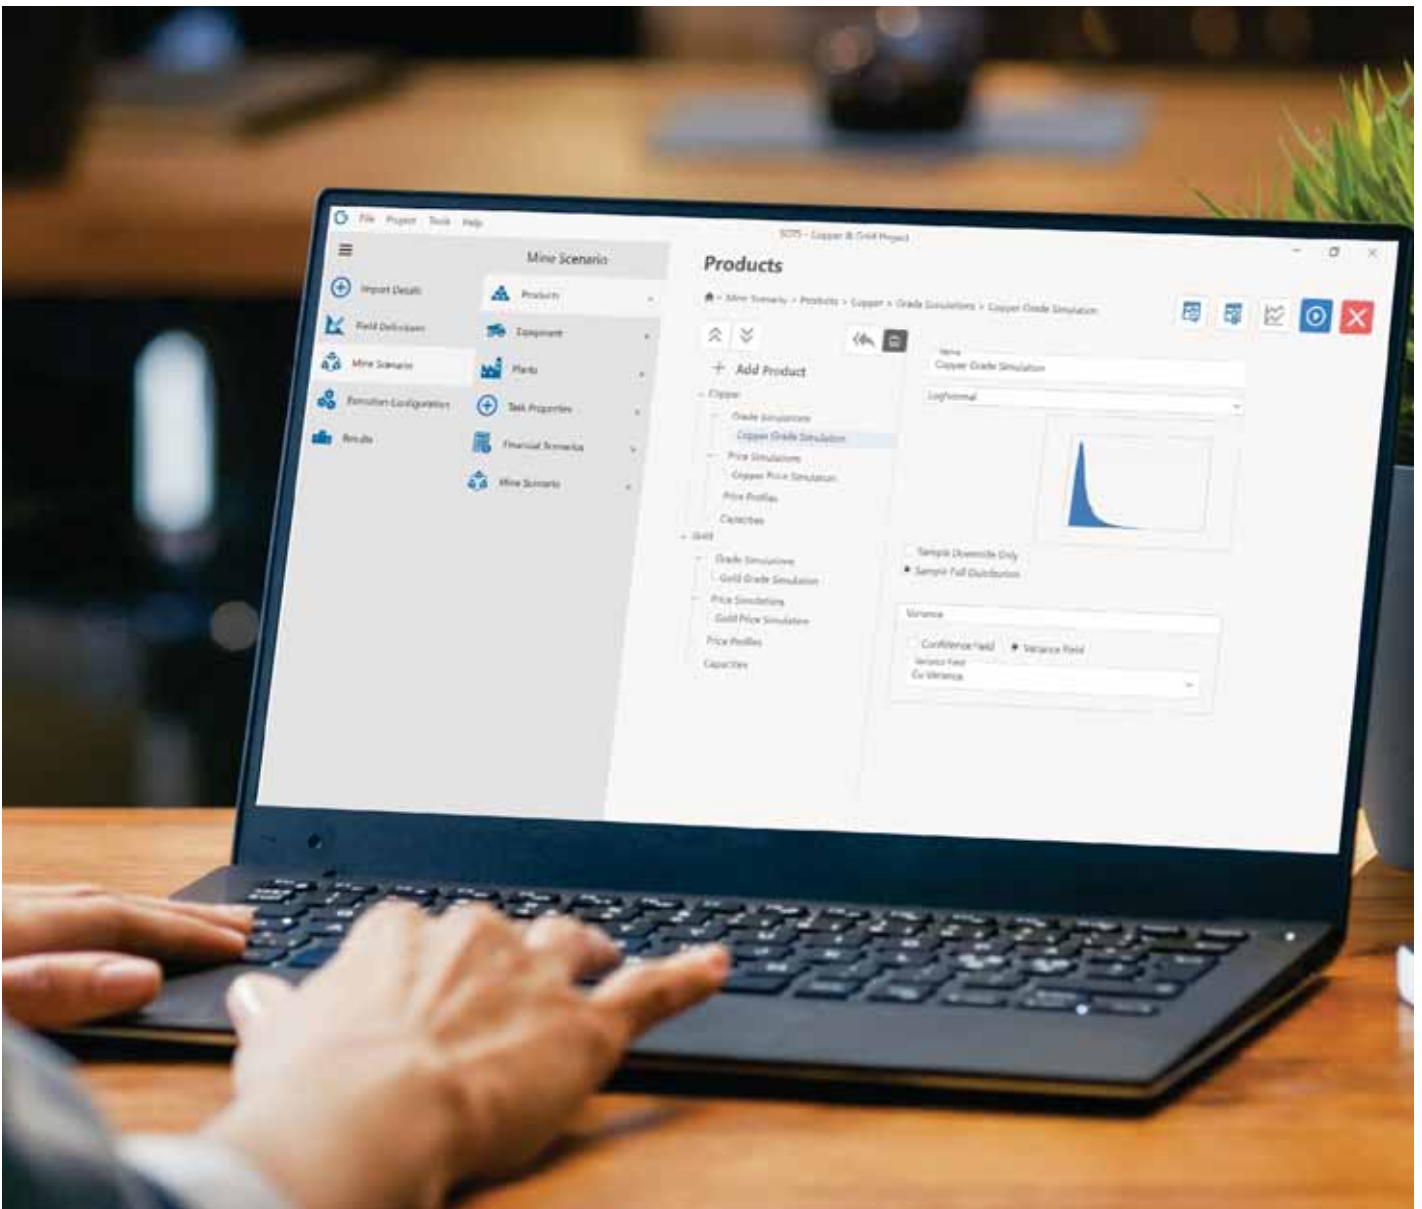 File Project Tools Help
SOT5 - Copper & Gold Project
Mine Scenario
Import Details
Field Definitions
Mine Scenario
Execution Configuration
Results
Products
Equipment
Plants
Task Properties
Financial Scenarios
Mine Scenario
Products
Mine Scenario > Products > Copper > Grade Simulations > Copper Grade Simulation
Add Product
Copper
Grade Simulations
Copper Grade Simulation
Price Simulations
Copper Price Simulation
Price Profiles
Capacities
Gold
Grade Simulations
Gold Grade Simulation
Price Simulations
Gold Price Simulation
Price Profiles
Capacities
Name
Copper Grade Simulation
LogNormal
Sample Downside Only
Sample Full Distribution
Variance
Confidence Field Variance Field
Variance Field
Cu Variance